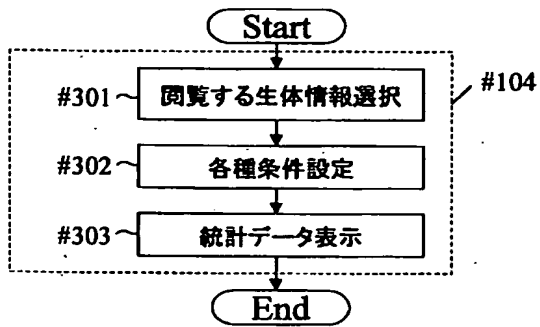 Start
#104
#301 閲覧する生体情報選択
#302 各種条件設定
#303 統計データ表示
End